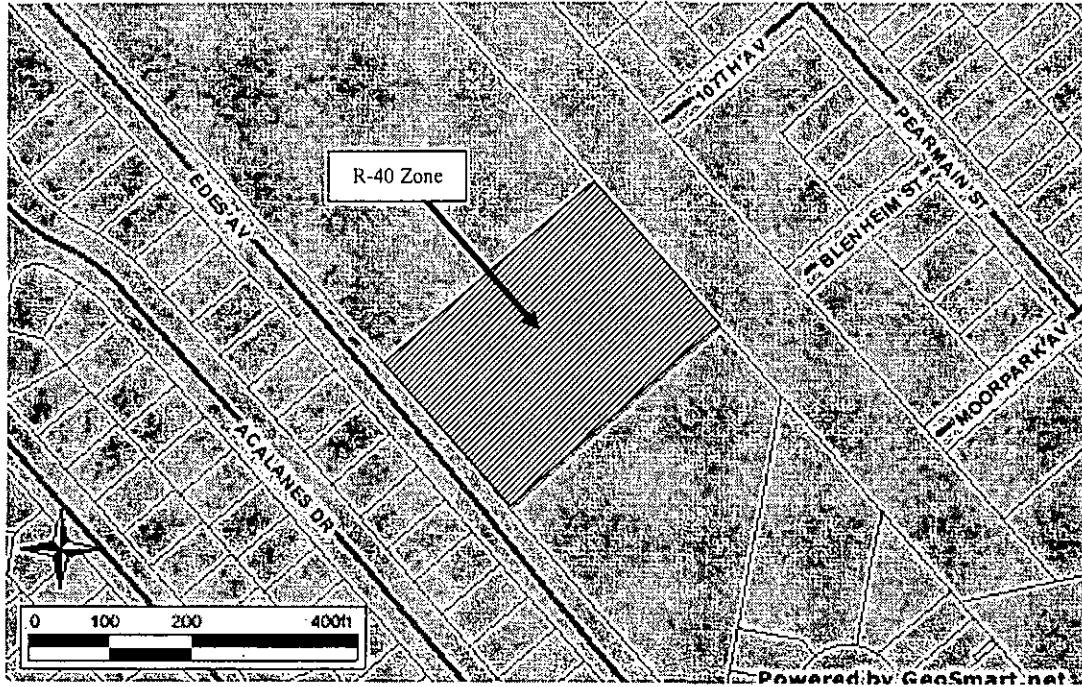 107TH AV
PEARMAIN ST
R-40 Zone
EDES AV
BLENHEIM ST
MOORPARK AV
ACALANES DR
0 100 200 400ft
Powered by GeoSmart.net